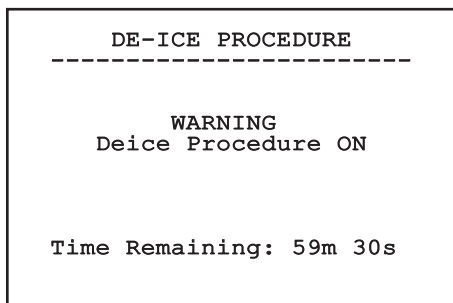 DE-ICE PROCEDURE
------------------------
WARNING
Deice Procedure ON
Time Remaining: 59m 30s